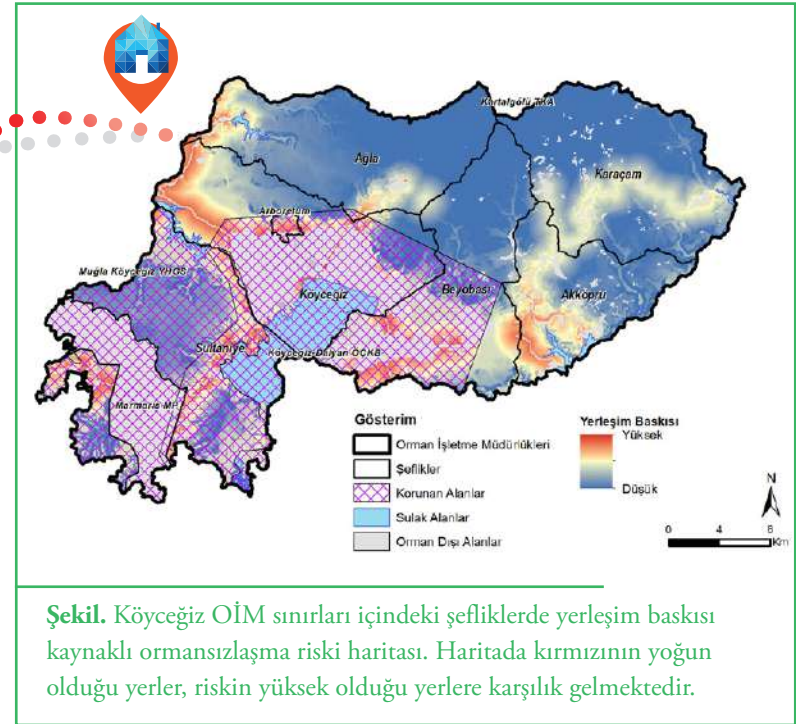 Kartalgölü TKA
Ağla
Karaçam
Arboretum
Muğla Köyceğiz YHGS
Köyceğiz
Beyobası
Akköprü
Sultaniye
Köyceğiz-Dalyan ÖÇKB
Marmaris MP
Gösterim
Orman İşletme Müdürlükleri
Şeflikler
Korunan Alanlar
Sulak Alanlar
Orman Dışı Alanlar
Yerleşim Baskısı
Yüksek
Düşük
N
0 4 8
Km
Şekil. Köyceğiz OİM sınırları içindeki şefliklerde yerleşim baskısı
kaynaklı ormansızlaşma riski haritası. Haritada kırmızının yoğun
olduğu yerler, riskin yüksek olduğu yerlere karşılık gelmektedir.